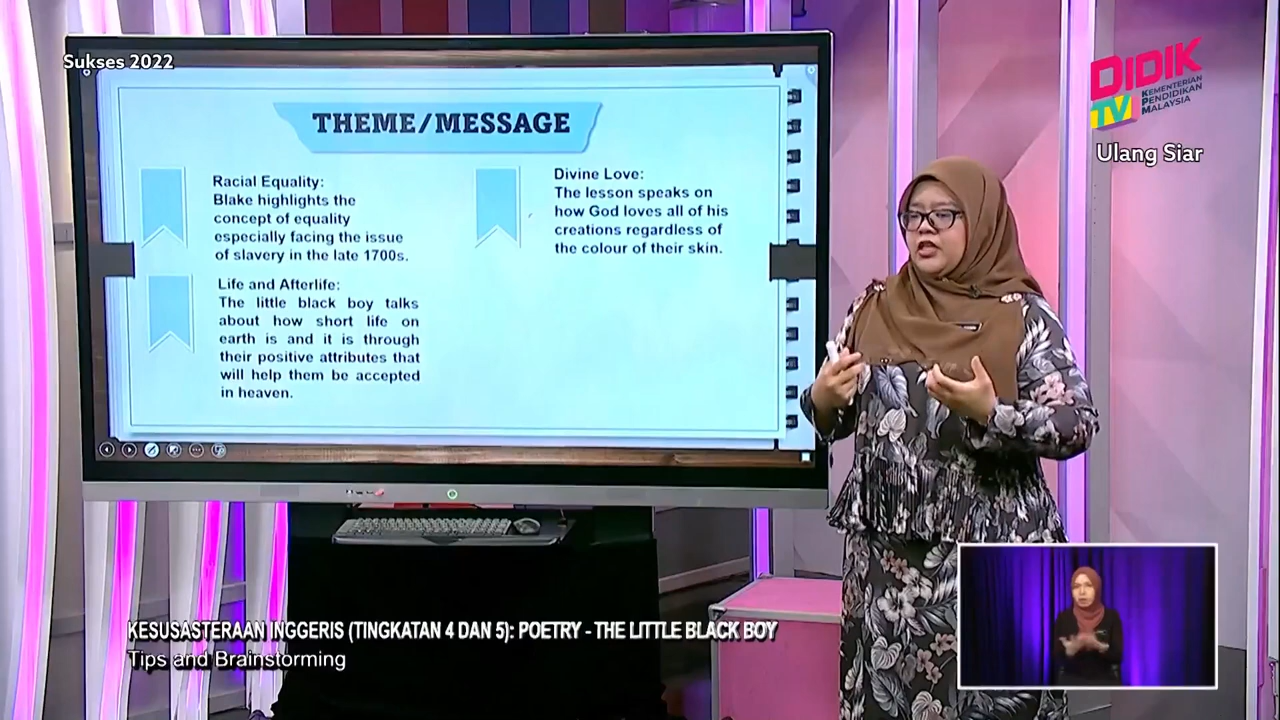 Sukses 2022
DIDIK
TV
KEMENTERIAN
PENDIDIKAN
MALAYSIA
Ulang Siar
THEME/MESSAGE
Racial Equality:
Blake highlights the
concept of equality
especially facing the issue
of slavery in the late 1700s.
Life and Afterlife:
The little black boy talks
about how short life on
earth is and it is through
their positive attributes that
will help them be accepted
in heaven.
Divine Love:
The lesson speaks on
how God loves all of his
creations regardless of
the colour of their skin.
KESUSASTERAAN INGGERIS (TINGKATAN 4 DAN 5): POETRY - THE LITTLE BLACK BOY
Tips and Brainstorming